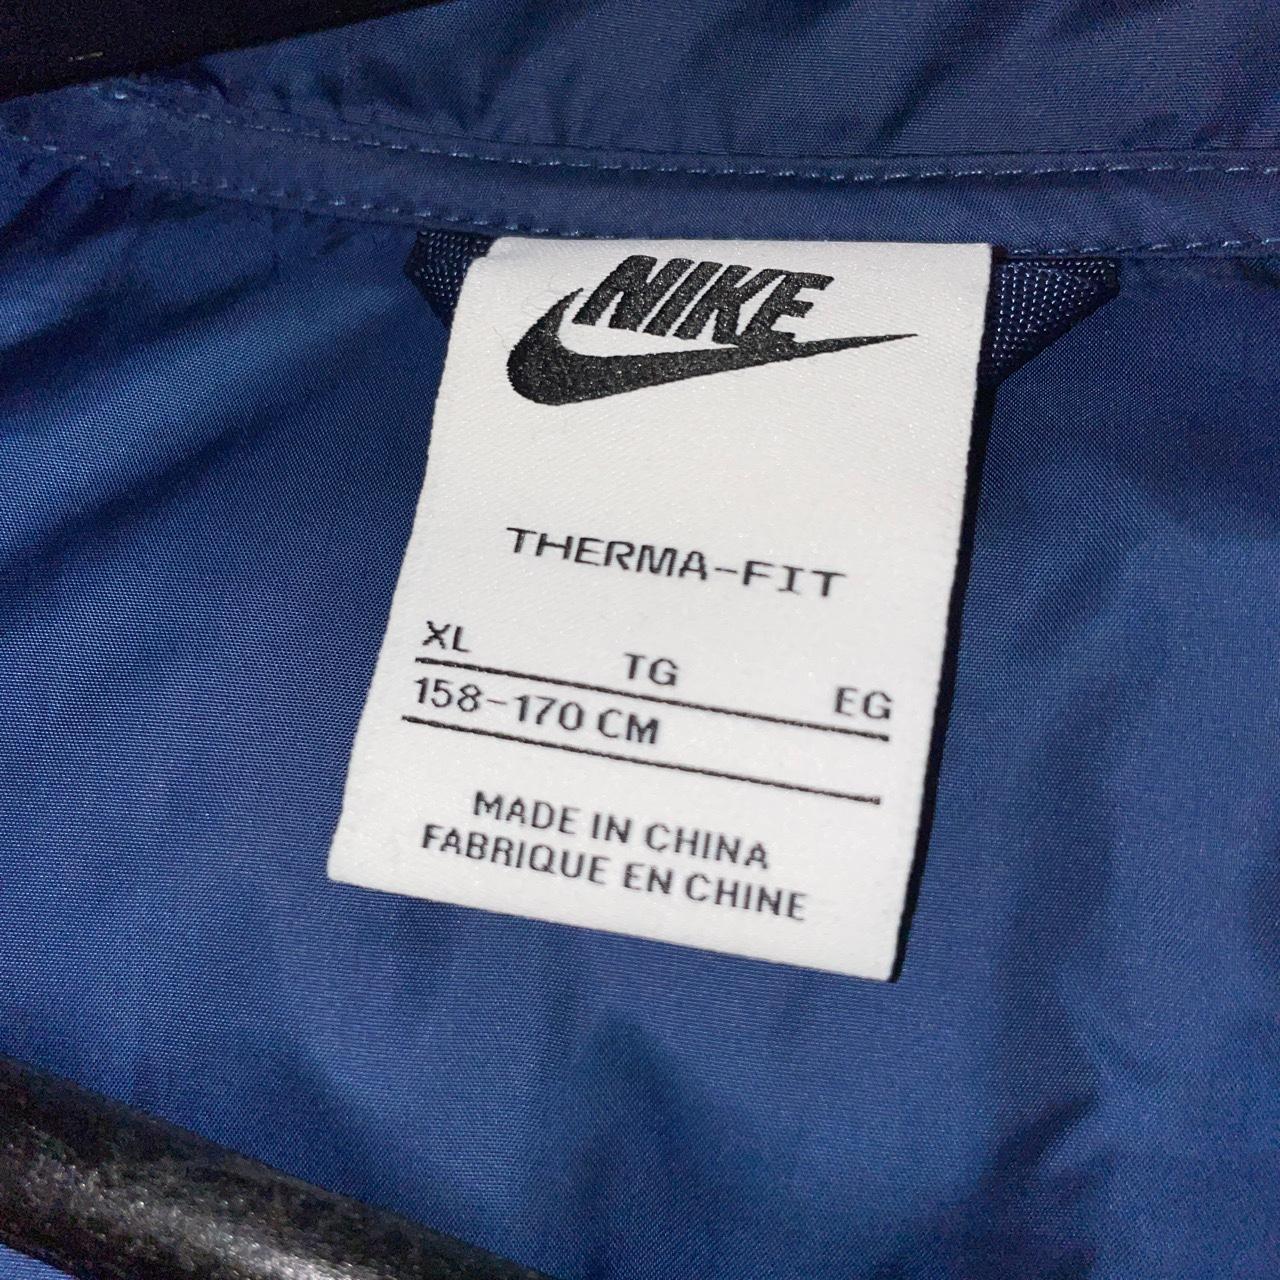 NIKE
THERMA-FIT
XL TG EG
158-170 CM
MADE IN CHINA
FABRIQUE EN CHINE